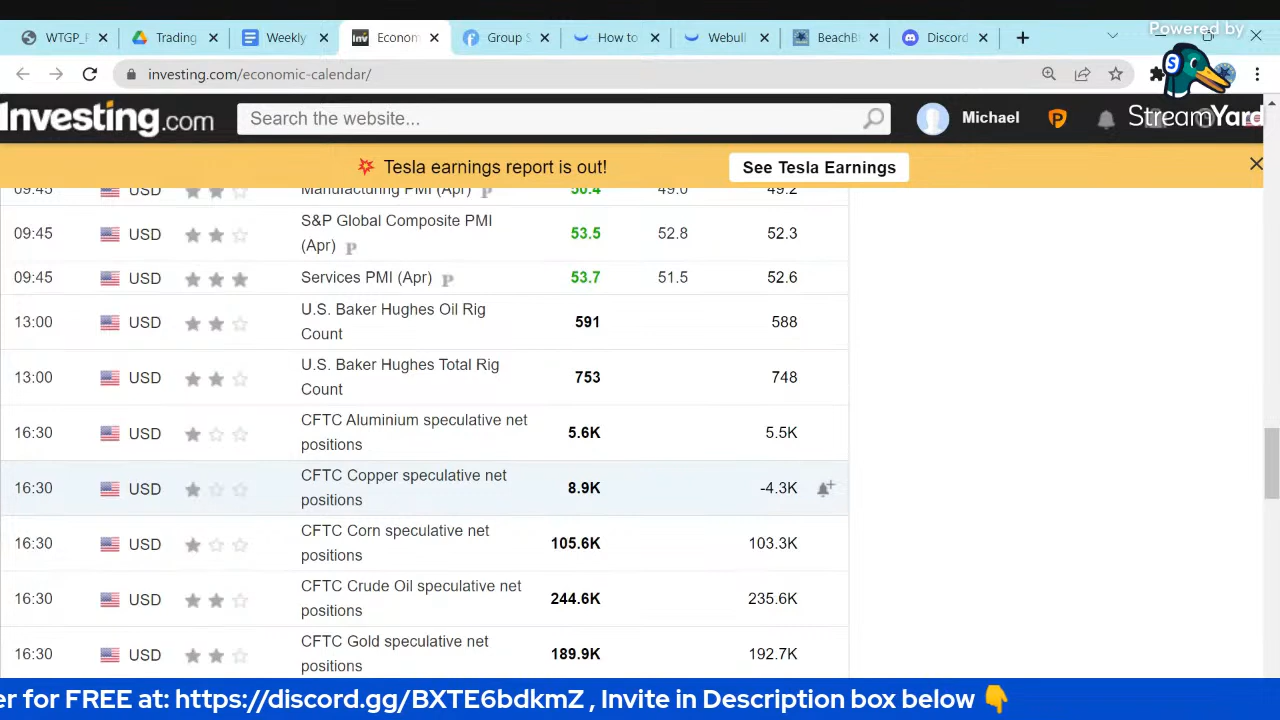 Powered by
WTGP_F
Trading
Weekly
Inv Econom
Group S
How to
Webull
BeachB
Discord
investing.com/economic-calendar/
StreamYard
Investing.com
Search the website...
Michael
P
Tesla earnings report is out!
See Tesla Earnings
09:45 USD Manufacturing PMI (Apr) P 50.4 49.0 49.2
09:45 USD S&P Global Composite PMI (Apr) P 53.5 52.8 52.3
09:45 USD Services PMI (Apr) P 53.7 51.5 52.6
13:00 USD U.S. Baker Hughes Oil Rig Count 591 588
13:00 USD U.S. Baker Hughes Total Rig Count 753 748
16:30 USD CFTC Aluminium speculative net positions 5.6K 5.5K
16:30 USD CFTC Copper speculative net positions 8.9K -4.3K
16:30 USD CFTC Corn speculative net positions 105.6K 103.3K
16:30 USD CFTC Crude Oil speculative net positions 244.6K 235.6K
16:30 USD CFTC Gold speculative net positions 189.9K 192.7K
er for FREE at: https://discord.gg/BXTE6bdkmZ , Invite in Description box below 👇